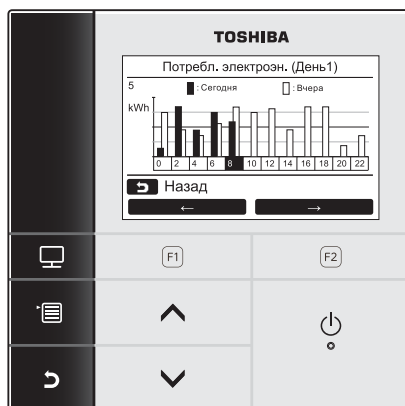 TOSHIBA
Потребл. электроэн. (День1)
5 : Сегодня : Вчера
kWh
0 2 4 6 8 10 12 14 16 18 20 22
Назад
← →
F1 F2